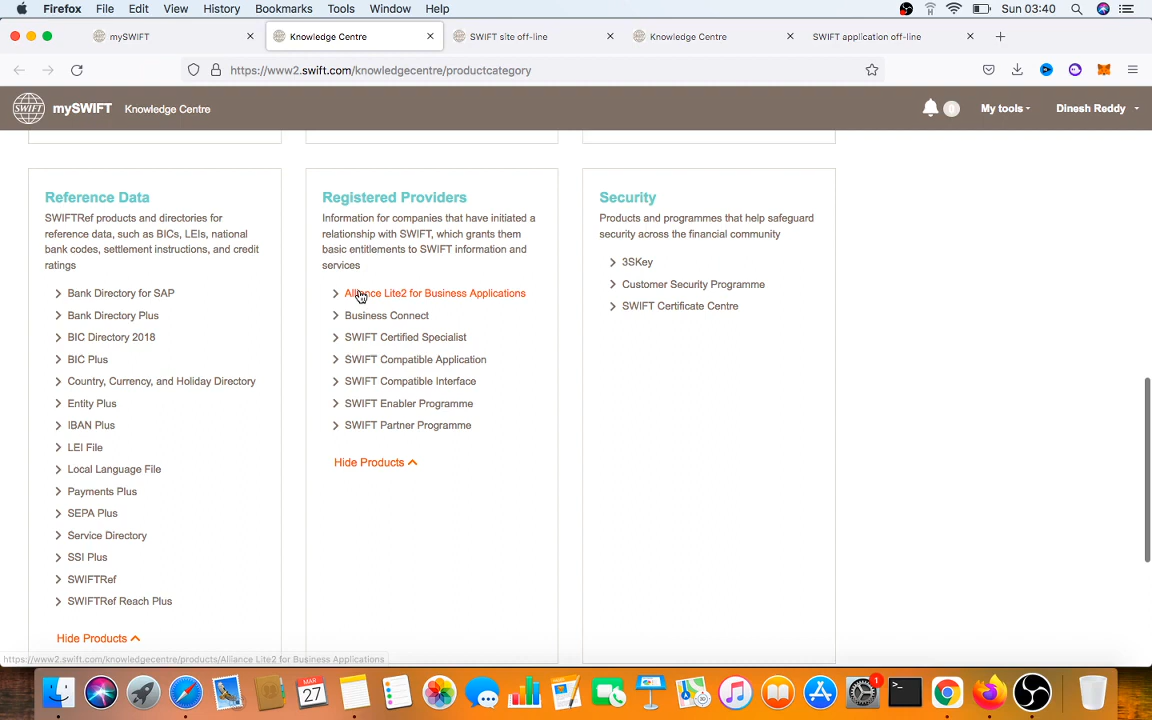 Firefox File Edit View History Bookmarks Tools Window Help Sun 03:40
mySWIFT Knowledge Centre SWIFT site off-line Knowledge Centre SWIFT application off-line
https://www2.swift.com/knowledgecentre/productcategory
SWIFT mySWIFT Knowledge Centre 0 My tools Dinesh Reddy
Reference Data
SWIFTRef products and directories for
reference data, such as BICs, LEIs, national
bank codes, settlement instructions, and credit
ratings
Bank Directory for SAP
Bank Directory Plus
BIC Directory 2018
BIC Plus
Country, Currency, and Holiday Directory
Entity Plus
IBAN Plus
LEI File
Local Language File
Payments Plus
SEPA Plus
Service Directory
SSI Plus
SWIFTRef
SWIFTRef Reach Plus
Hide Products
Registered Providers
Information for companies that have initiated a
relationship with SWIFT, which grants them
basic entitlements to SWIFT information and
services
Alliance Lite2 for Business Applications
Business Connect
SWIFT Certified Specialist
SWIFT Compatible Application
SWIFT Compatible Interface
SWIFT Enabler Programme
SWIFT Partner Programme
Hide Products
Security
Products and programmes that help safeguard
security across the financial community
3SKey
Customer Security Programme
SWIFT Certificate Centre
https://www2.swift.com/knowledgecentre/products/Alliance Lite2 for Business Applications
MAR
27
1